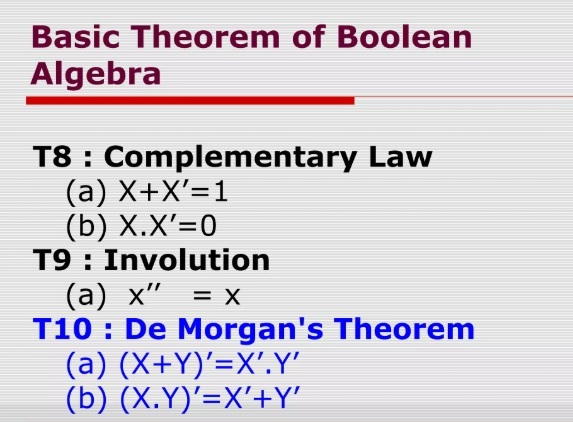 Basic Theorem of Boolean
Algebra
T8 : Complementary Law
(a) X+X’=1
(b) X.X’=0
T9 : Involution
(a) x’’ = x
T10 : De Morgan's Theorem
(a) (X+Y)’=X’.Y’
(b) (X.Y)’=X’+Y’